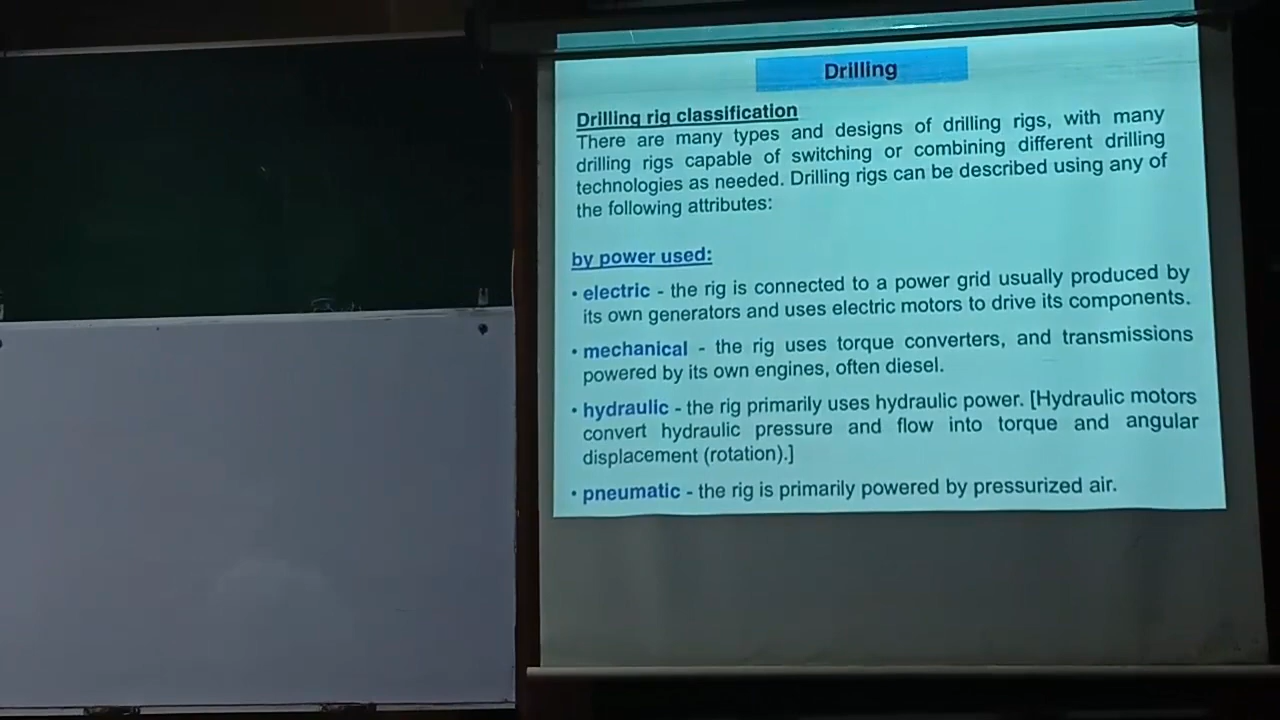 Drilling
Drilling rig classification
There are many types and designs of drilling rigs, with many
drilling rigs capable of switching or combining different drilling
technologies as needed. Drilling rigs can be described using any of
the following attributes:
by power used:
• electric - the rig is connected to a power grid usually produced by
its own generators and uses electric motors to drive its components.
• mechanical - the rig uses torque converters, and transmissions
powered by its own engines, often diesel.
• hydraulic - the rig primarily uses hydraulic power. [Hydraulic motors
convert hydraulic pressure and flow into torque and angular
displacement (rotation).]
• pneumatic - the rig is primarily powered by pressurized air.